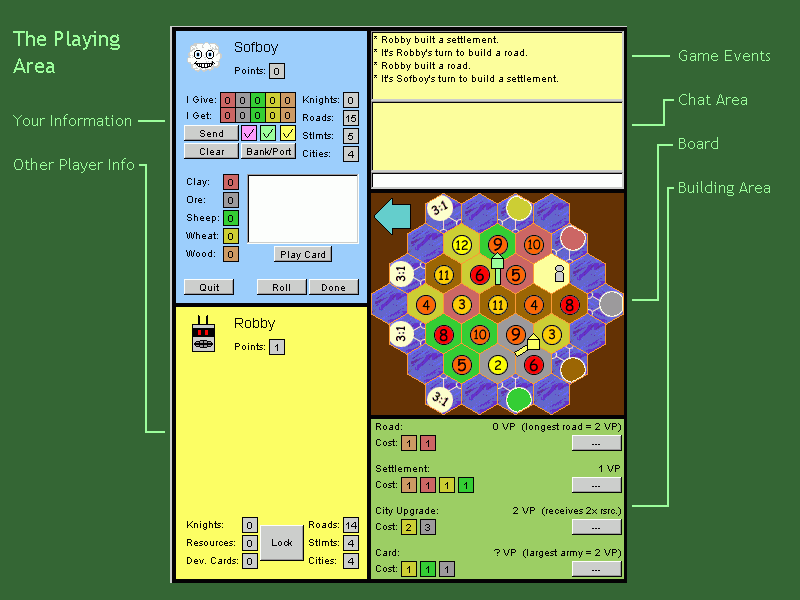 The Playing
Area
Your Information
Other Player Info
Sofboy
Points: 0
I Give: 0 0 0 0 0
I Get: 0 0 0 0 0
Send
Clear
Bank/Port
Knights: 0
Roads: 15
Stlmts: 5
Cities: 4
Clay: 0
Ore: 0
Sheep: 0
Wheat: 0
Wood: 0
Play Card
Quit
Roll
Done
Robby
Points: 1
Knights: 0
Resources: 0
Dev. Cards: 0
Lock
Roads: 14
Stlmts: 4
Cities: 4
* Robby built a settlement.
* It's Robby's turn to build a road.
* Robby built a road.
* It's Sofboy's turn to build a settlement.
3:1
12 9 10
3:1 11 6 5
4 3 11 4 8
3:1 8 10 9 3
5 2 6
3:1
Road: 0 VP (longest road = 2 VP)
Cost: 1 1 ---
Settlement: 1 VP
Cost: 1 1 1 1 ---
City Upgrade: 2 VP (receives 2x rsrc.)
Cost: 2 3 ---
Card: ? VP (largest army = 2 VP)
Cost: 1 1 1 ---
Game Events
Chat Area
Board
Building Area